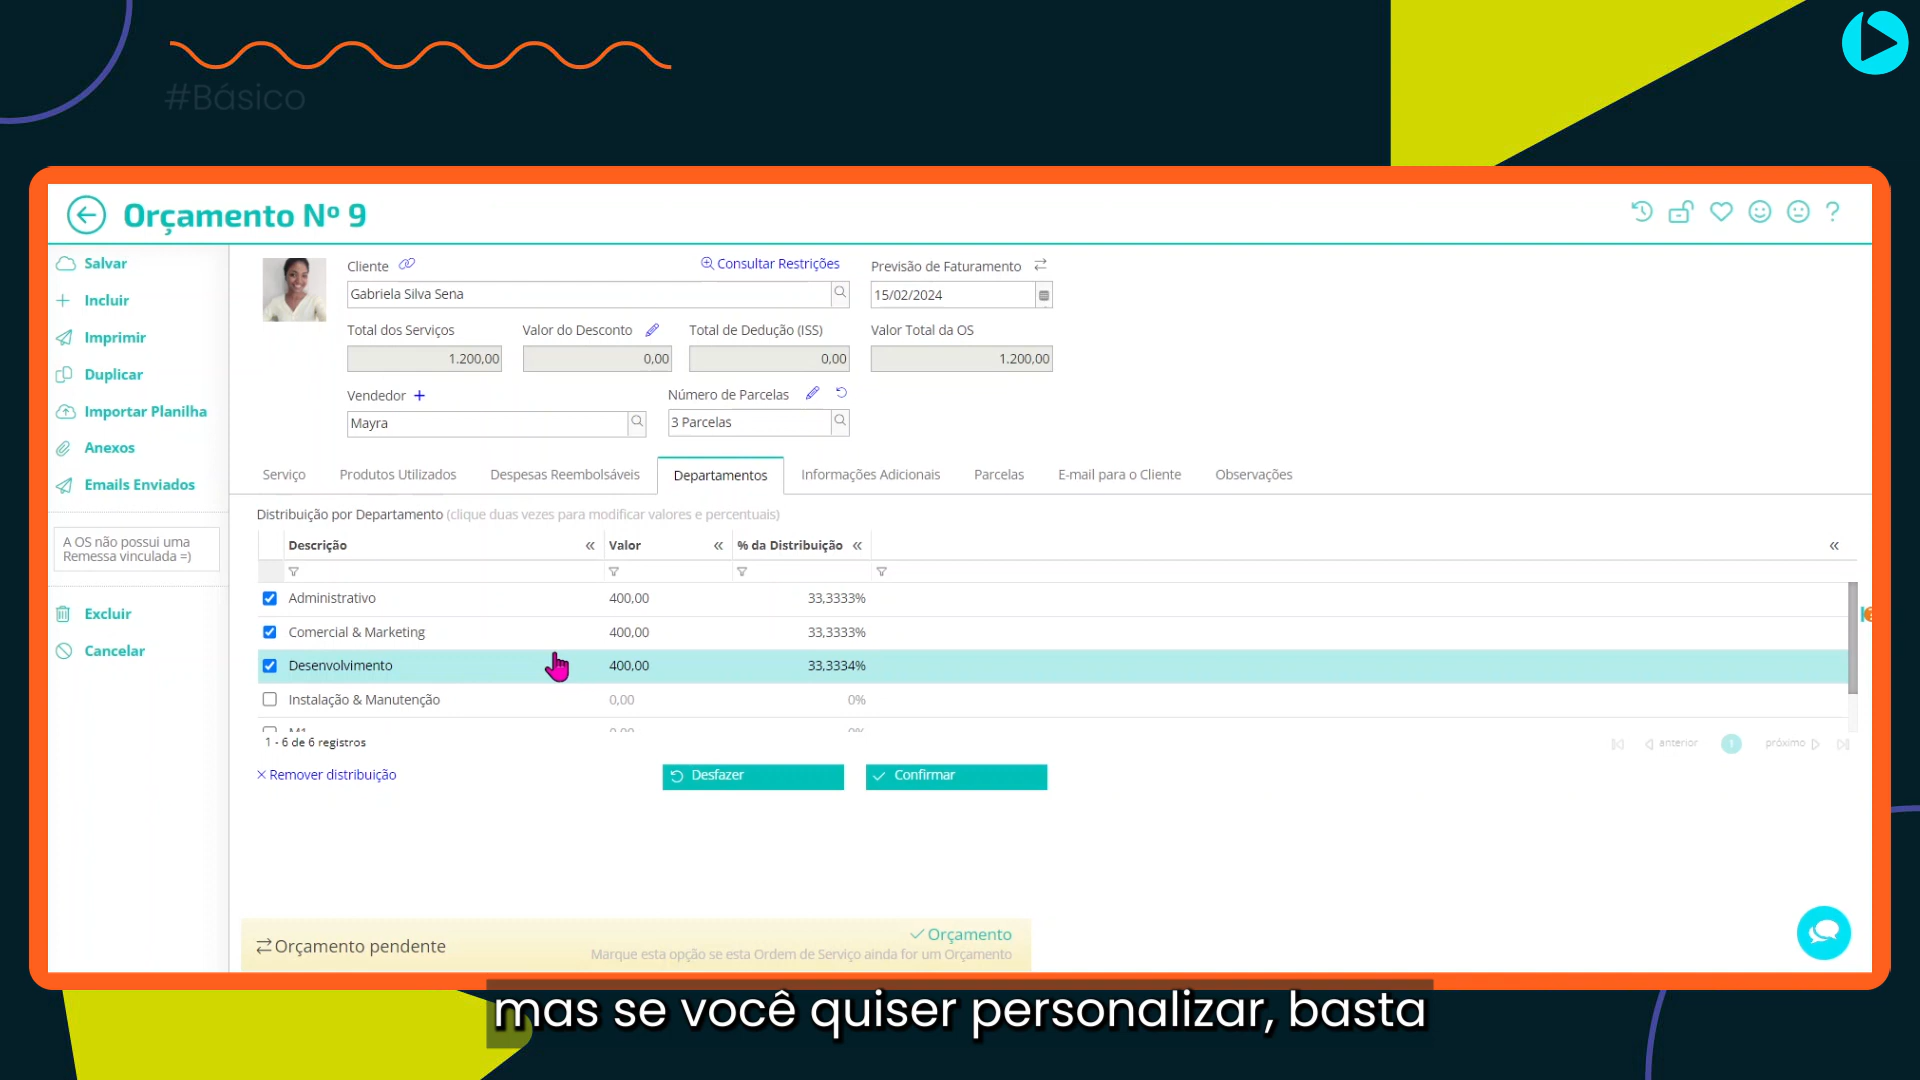 #Básico
Orçamento Nº 9
?
Salvar
Incluir
Imprimir
Duplicar
Importar Planilha
Anexos
Emails Enviados
A OS não possui uma
Remessa vinculada =)
Excluir
Cancelar
Cliente
Consultar Restrições
Previsão de Faturamento
Gabriela Silva Sena
15/02/2024
Total dos Serviços
Valor do Desconto
Total de Dedução (ISS)
Valor Total da OS
1.200,00
0,00
0,00
1.200,00
Vendedor
Número de Parcelas
Mayra
3 Parcelas
Serviço
Produtos Utilizados
Despesas Reembolsáveis
Departamentos
Informações Adicionais
Parcelas
E-mail para o Cliente
Observações
Distribuição por Departamento (clique duas vezes para modificar valores e percentuais)
Descrição « Valor « % da Distribuição « «
Administrativo 400,00 33,3333%
Comercial & Marketing 400,00 33,3333%
Desenvolvimento 400,00 33,3334%
Instalação & Manutenção 0,00 0%
1 - 6 de 6 registros
anterior 1 próximo
Remover distribuição
Desfazer
Confirmar
Orçamento pendente
Orçamento
Marque esta opção se esta Ordem de Serviço ainda for um Orçamento
mas se você quiser personalizar, basta